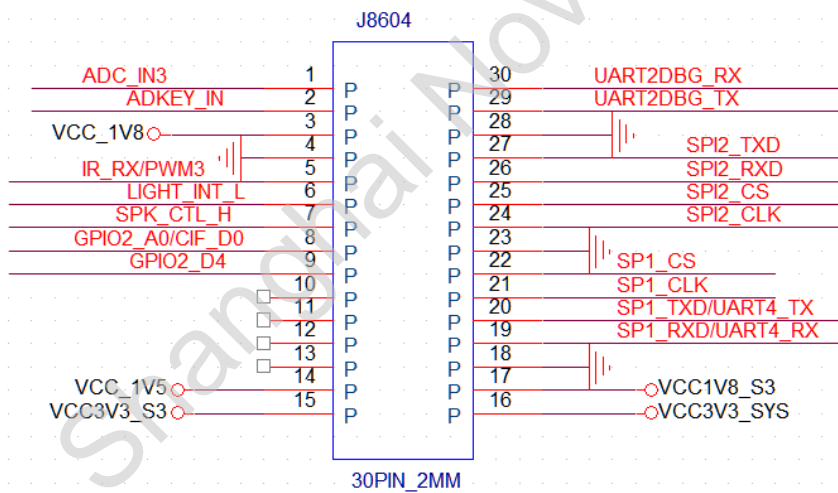 J8604
ADC_IN3 1 P P 30 UART2DBG_RX
ADKEY_IN 2 P P 29 UART2DBG_TX
VCC_1V8 3 P P 28
4 P P 27 SPI2_TXD
IR_RX/PWM3 5 P P 26 SPI2_RXD
LIGHT_INT_L 6 P P 25 SPI2_CS
SPK_CTL_H 7 P P 24 SPI2_CLK
GPIO2_A0/CIF_D0 8 P P 23
GPIO2_D4 9 P P 22 SP1_CS
10 P P 21 SP1_CLK
11 P P 20 SP1_TXD/UART4_TX
12 P P 19 SP1_RXD/UART4_RX
13 P P 18
VCC_1V5 14 P P 17 VCC1V8_S3
VCC3V3_S3 15 P P 16 VCC3V3_SYS
30PIN_2MM
Shanghai Nov